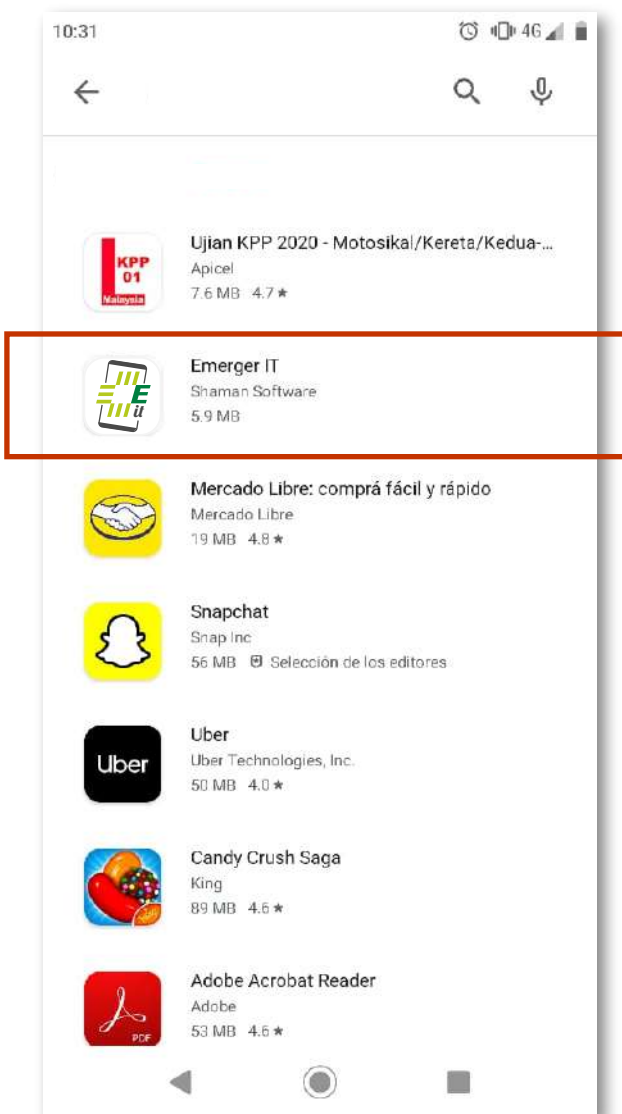 10:31
4G
KPP
01
Malaysia
Ujian KPP 2020 - Motosikal/Kereta/Kedua-...
Apicel
7.6 MB 4.7 ★
E
it
Emerger IT
Shaman Software
5.9 MB
Mercado Libre: comprá fácil y rápido
Mercado Libre
19 MB 4.8 ★
Snapchat
Snap Inc
56 MB Selección de los editores
Uber
Uber
Uber Technologies, Inc.
50 MB 4.0 ★
Candy Crush Saga
King
89 MB 4.6 ★
PDF
Adobe Acrobat Reader
Adobe
53 MB 4.6 ★